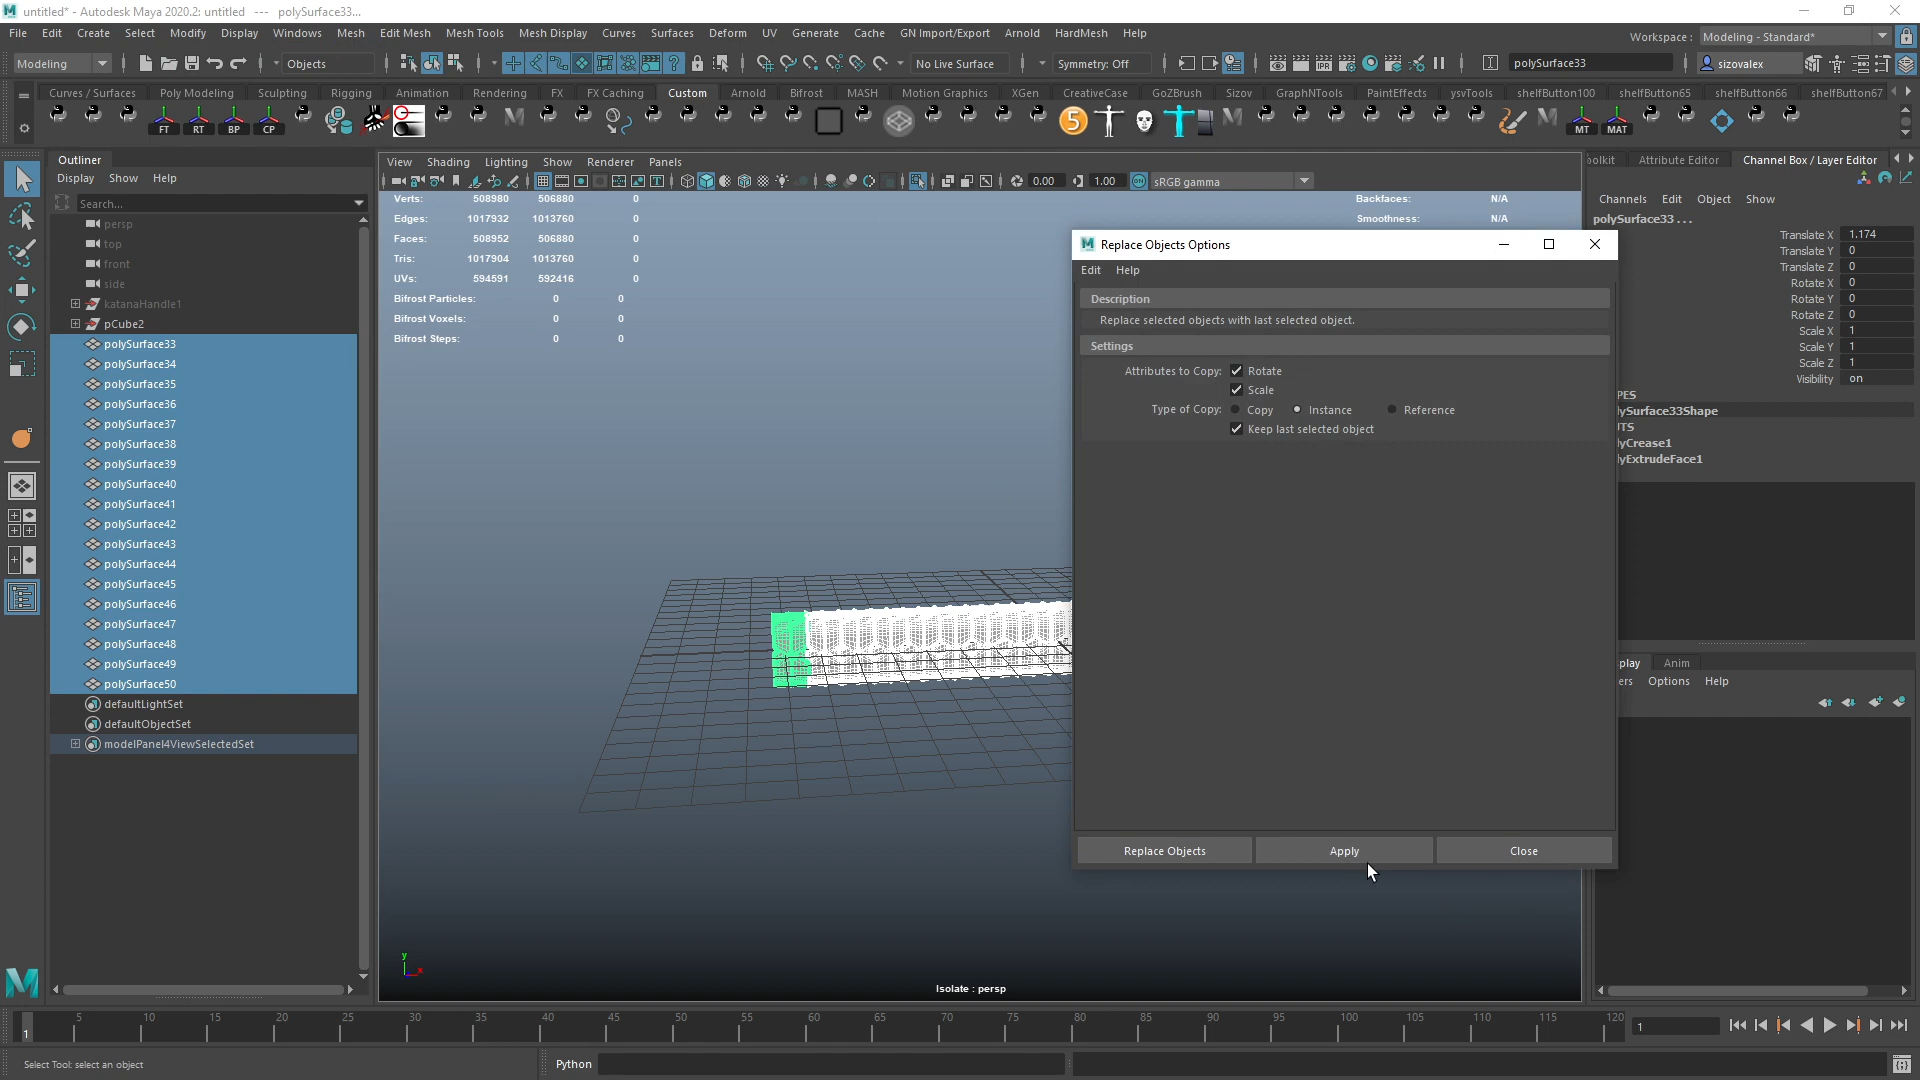 untitled* - Autodesk Maya 2020.2: untitled --- polySurface33...
File Edit Create Select Modify Display Windows Mesh Edit Mesh Mesh Tools Mesh Display Curves Surfaces Deform UV Generate Cache GN Import/Export Arnold HardMesh Help
Workspace : Modeling - Standard*
Modeling Objects No Live Surface Symmetry: Off polySurface33 sizovalex
Curves / Surfaces Poly Modeling Sculpting Rigging Animation Rendering FX FX Caching Custom Arnold Bifrost MASH Motion Graphics XGen CreativeCase GoZBrush Sizov GraphNTools PaintEffects ysvTools shelfButton100 shelfButton65 shelfButton66 shelfButton67
FT RT BP CP 5 MT MAT
Outliner
Display Show Help
Search...
persp
top
front
side
katanaHandle1
pCube2
polySurface33
polySurface34
polySurface35
polySurface36
polySurface37
polySurface38
polySurface39
polySurface40
polySurface41
polySurface42
polySurface43
polySurface44
polySurface45
polySurface46
polySurface47
polySurface48
polySurface49
polySurface50
defaultLightSet
defaultObjectSet
modelPanel4ViewSelectedSet
View Shading Lighting Show Renderer Panels
0.00 1.00 ON sRGB gamma
Verts: 508980 506880 0
Edges: 1017932 1013760 0
Faces: 508952 506880 0
Tris: 1017904 1013760 0
UVs: 594591 592416 0
Bifrost Particles: 0 0
Bifrost Voxels: 0 0
Bifrost Steps: 0 0
Backfaces: N/A
Smoothness: N/A
y
x
Isolate : persp
Replace Objects Options
Edit Help
Description
Replace selected objects with last selected object.
Settings
Attributes to Copy: Rotate
Scale
Type of Copy: Copy Instance Reference
Keep last selected object
Replace Objects Apply Close
oolkit Attribute Editor Channel Box / Layer Editor
Channels Edit Object Show
polySurface33 ...
Translate X 1.174
Translate Y 0
Translate Z 0
Rotate X 0
Rotate Y 0
Rotate Z 0
Scale X 1
Scale Y 1
Scale Z 1
Visibility on
PES
lySurface33Shape
UTS
lyCrease1
lyExtrudeFace1
play Anim
ers Options Help
5 10 15 20 25 30 35 40 45 50 55 60 65 70 75 80 85 90 95 100 105 110 115 120
1 1
Select Tool: select an object
Python